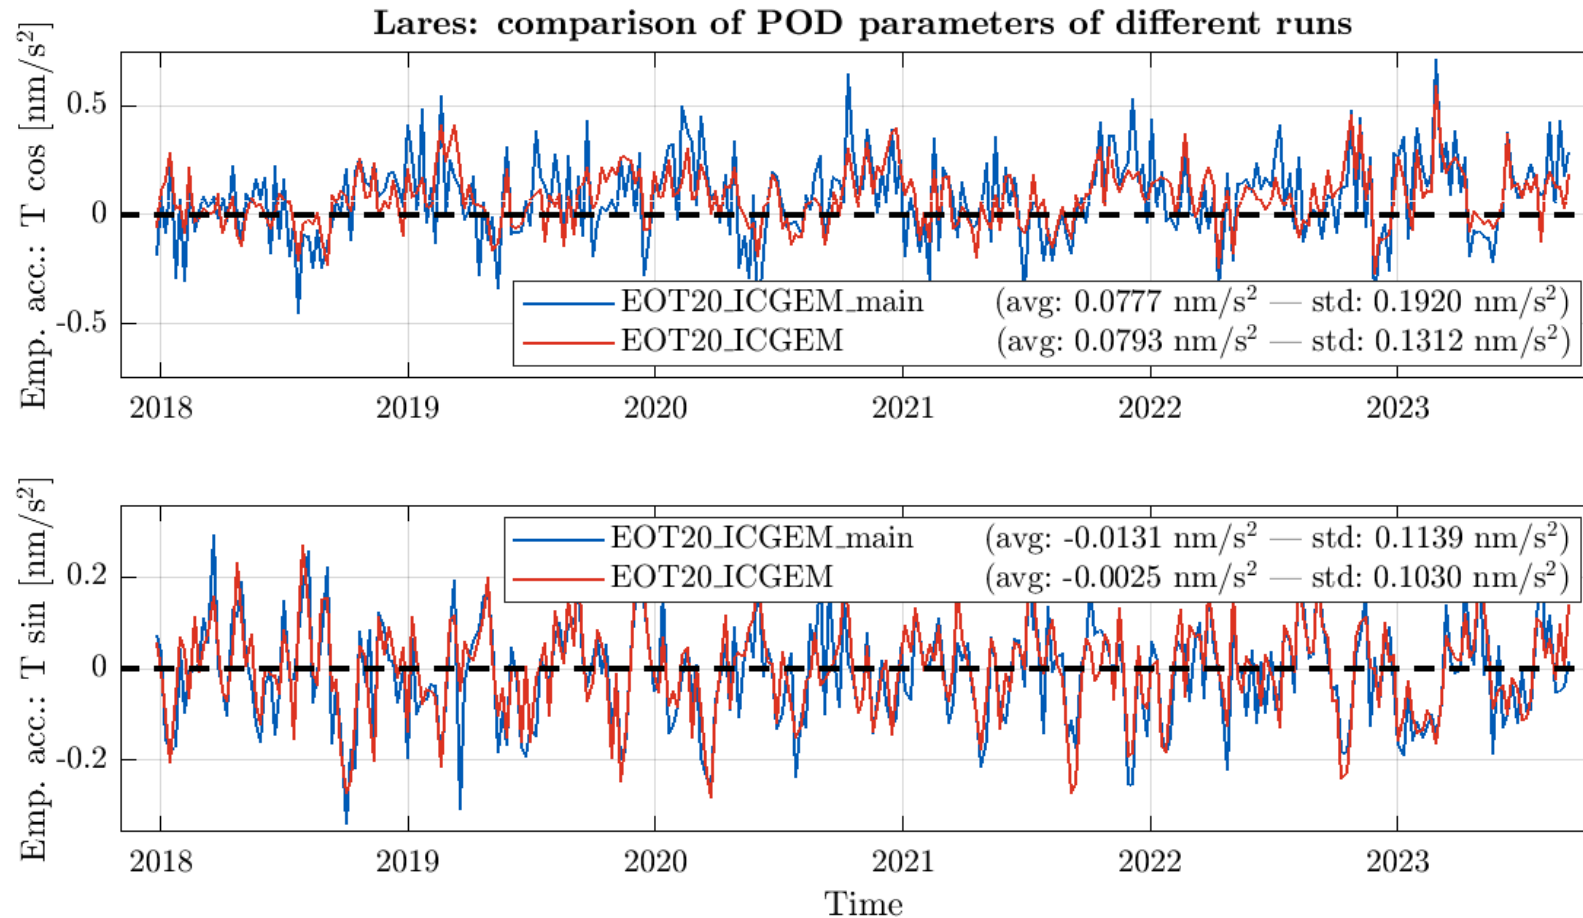 Lares: comparison of POD parameters of different runs
Emp. acc.: T cos [nm/s²]
0.5
0
-0.5
EOT20_ICGEM_main (avg: 0.0777 nm/s² — std: 0.1920 nm/s²)
EOT20_ICGEM (avg: 0.0793 nm/s² — std: 0.1312 nm/s²)
2018 2019 2020 2021 2022 2023
Emp. acc.: T sin [nm/s²]
0.2
0
-0.2
EOT20_ICGEM_main (avg: -0.0131 nm/s² — std: 0.1139 nm/s²)
EOT20_ICGEM (avg: -0.0025 nm/s² — std: 0.1030 nm/s²)
2018 2019 2020 2021 2022 2023
Time